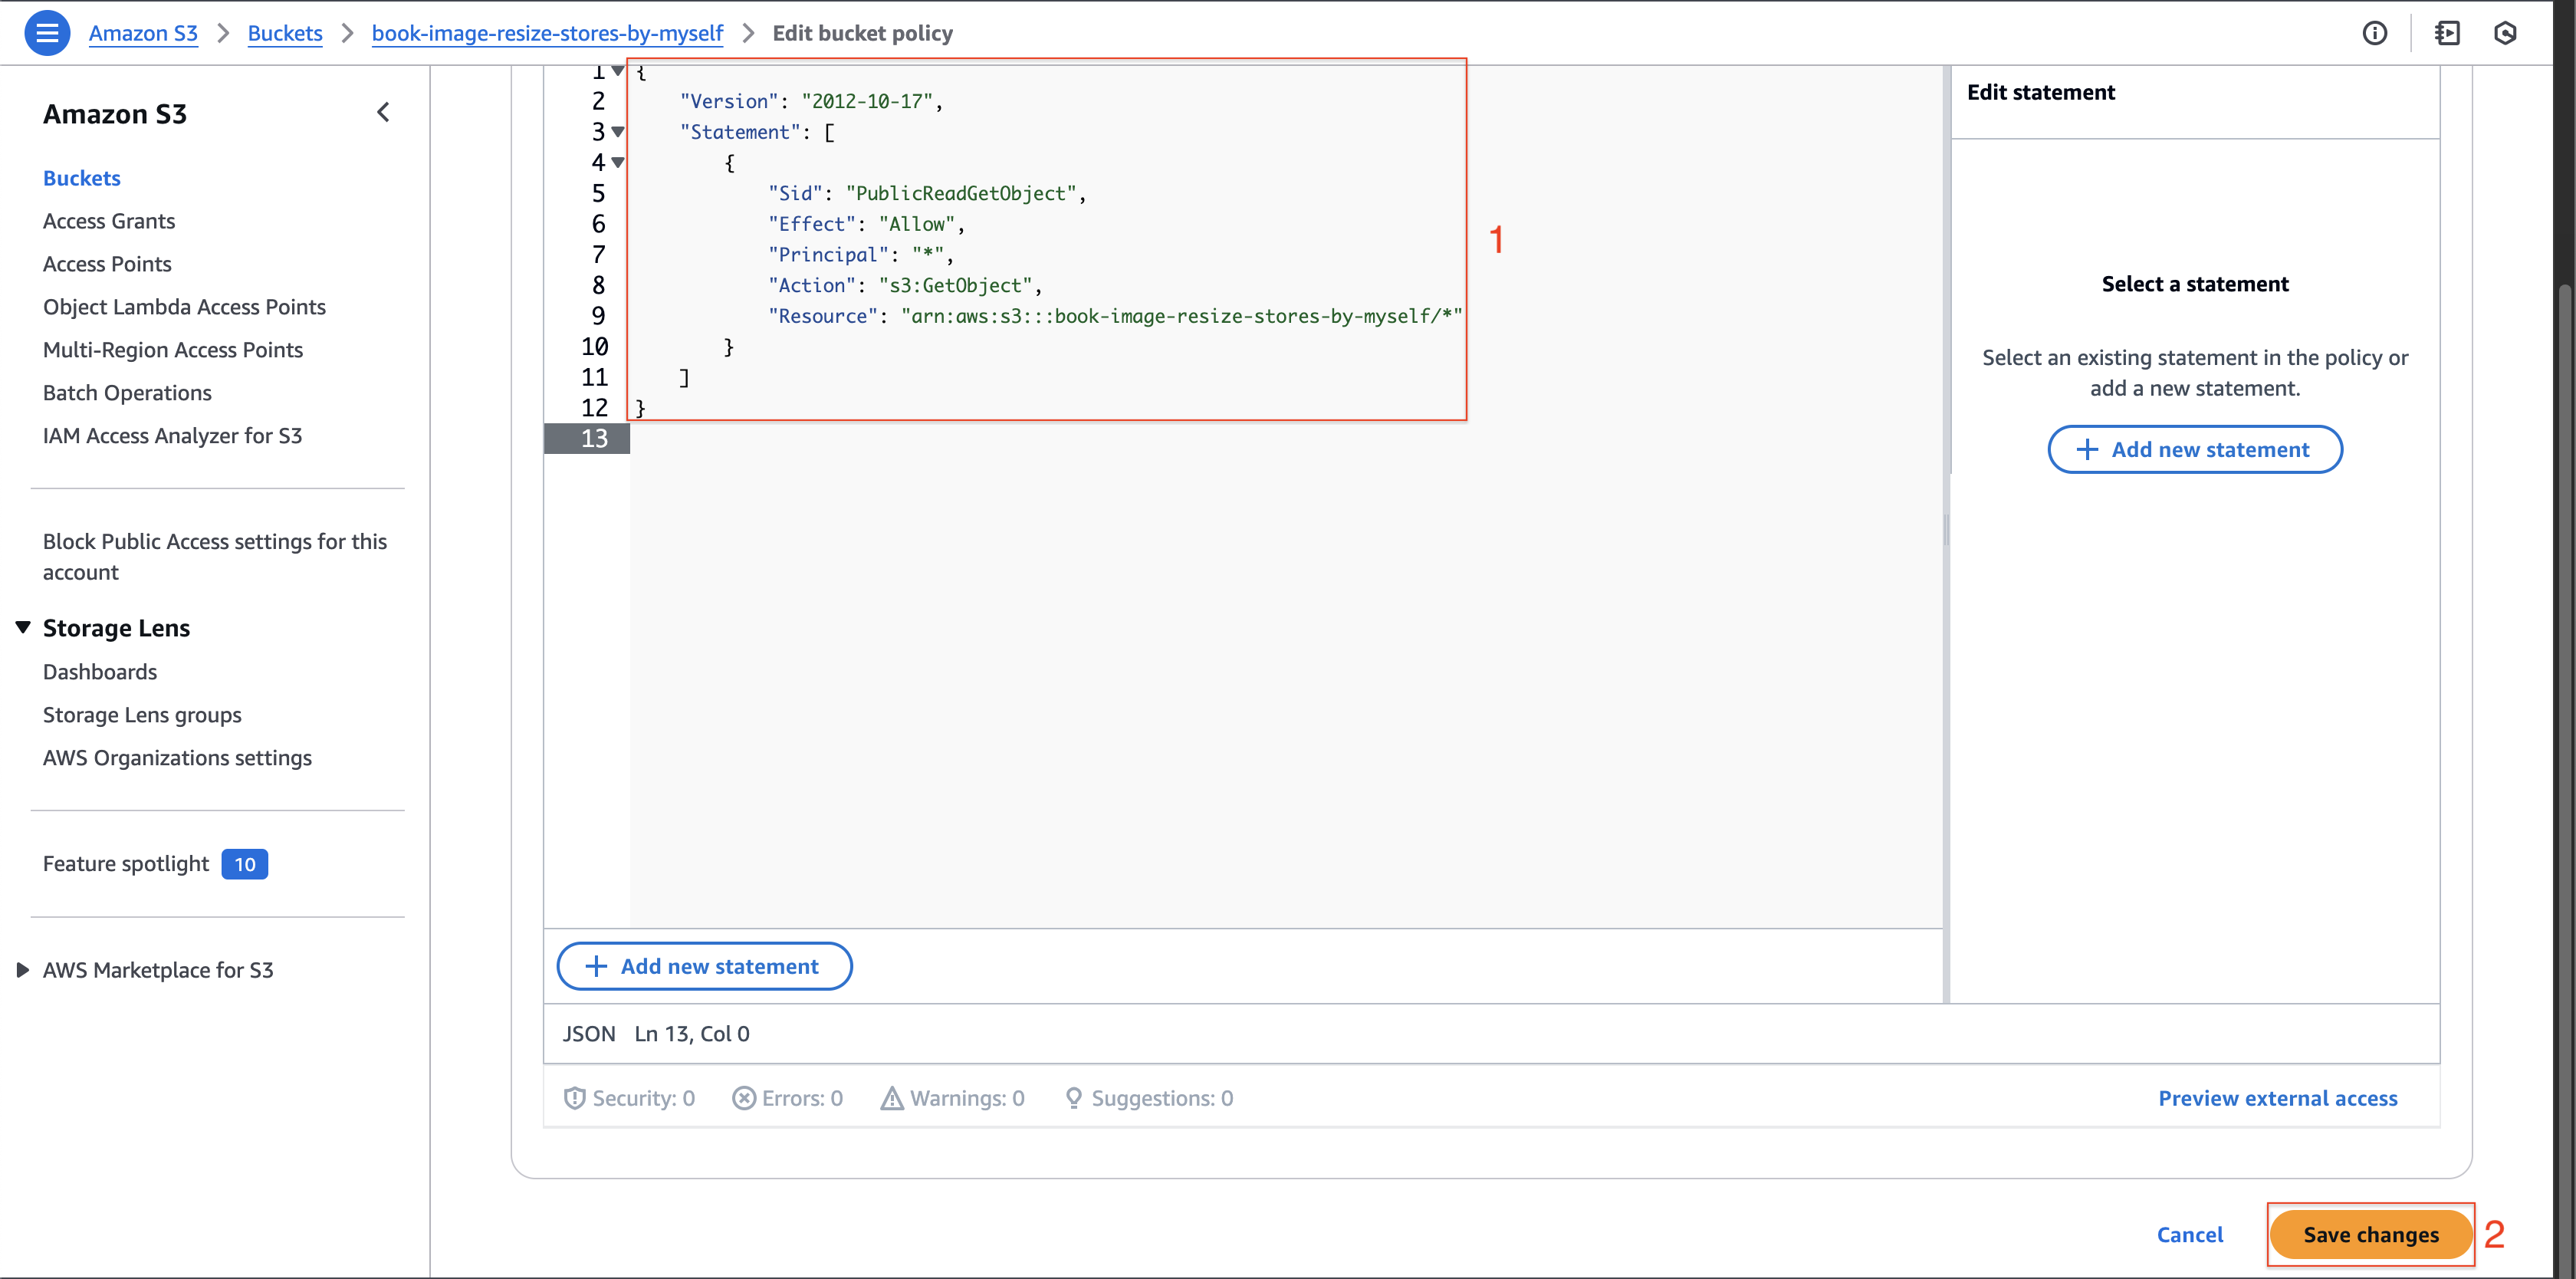 Amazon S3 > Buckets > book-image-resize-stores-by-myself > Edit bucket policy
Amazon S3
Buckets
Access Grants
Access Points
Object Lambda Access Points
Multi-Region Access Points
Batch Operations
IAM Access Analyzer for S3
Block Public Access settings for this
account
Storage Lens
Dashboards
Storage Lens groups
AWS Organizations settings
Feature spotlight 10
AWS Marketplace for S3
1 {
2 "Version": "2012-10-17",
3 "Statement": [
4 {
5 "Sid": "PublicReadGetObject",
6 "Effect": "Allow",
7 "Principal": "*",
8 "Action": "s3:GetObject",
9 "Resource": "arn:aws:s3:::book-image-resize-stores-by-myself/*"
10 }
11 ]
12 }
13
1
+ Add new statement
JSON Ln 13, Col 0
Security: 0 Errors: 0 Warnings: 0 Suggestions: 0
Preview external access
Edit statement
Select a statement
Select an existing statement in the policy or
add a new statement.
+ Add new statement
Cancel
Save changes
2